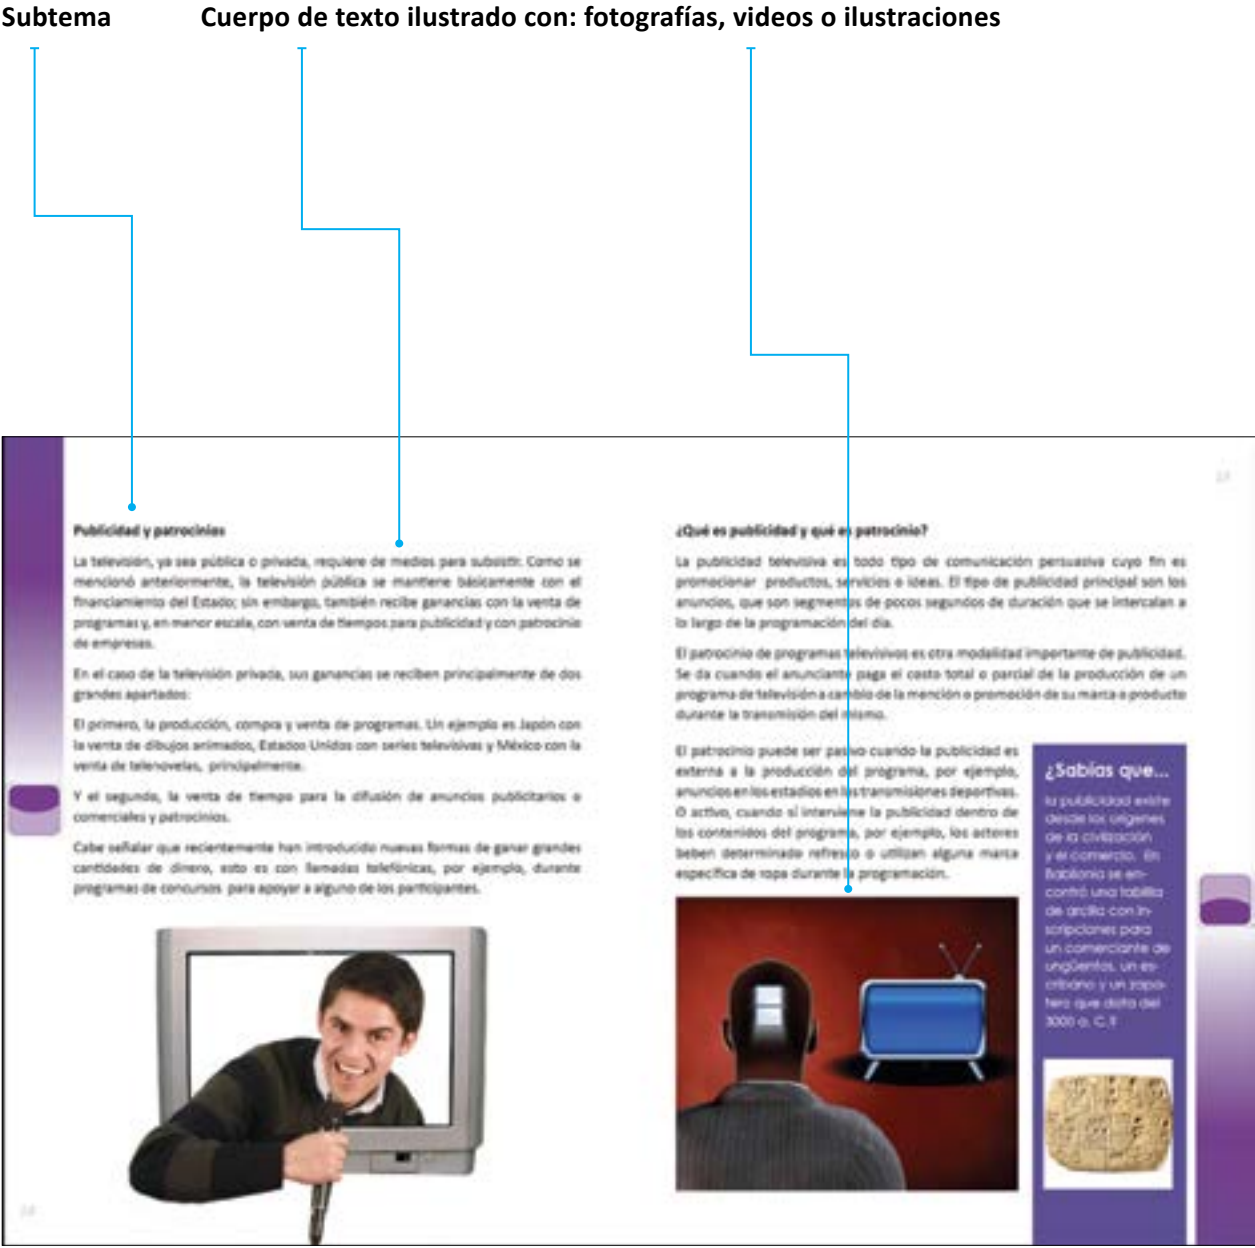 Subtema
Cuerpo de texto ilustrado con: fotografías, videos o ilustraciones
Publicidad y patrocinios
La televisión, ya sea pública o privada, requiere de medios para subsistir. Como se
mencionó anteriormente, la televisión pública se mantiene básicamente con el
financiamiento del Estado; sin embargo, también recibe ganancias con la venta de
programas y, en menor escala, con venta de tiempos para publicidad y con patrocinio
de empresas.
En el caso de la televisión privada, sus ganancias se reciben principalmente de dos
grandes apartados:
El primero, la producción, compra y venta de programas. Un ejemplo es Japón con
la venta de dibujos animados, Estados Unidos con series televisivas y México con la
venta de telenovelas, principalmente.
Y el segundo, la venta de tiempo para la difusión de anuncios publicitarios o
comerciales y patrocinios.
Cabe señalar que recientemente han introducido nuevas formas de ganar grandes
cantidades de dinero, esto es con llamadas telefónicas, por ejemplo, durante
programas de concursos para apoyar a alguno de los participantes.
¿Qué es publicidad y qué es patrocinio?
La publicidad televisiva es todo tipo de comunicación persuasiva cuyo fin es
promocionar productos, servicios o ideas. El tipo de publicidad principal son los
anuncios, que son segmentos de pocos segundos de duración que se intercalan a
lo largo de la programación del día.
El patrocinio de programas televisivos es otra modalidad importante de publicidad.
Se da cuando el anunciante paga el costo total o parcial de la producción de un
programa de televisión a cambio de la mención o promoción de su marca o producto
durante la transmisión del mismo.
El patrocinio puede ser pasivo cuando la publicidad es
externa a la producción del programa, por ejemplo,
anuncios en los estadios en las transmisiones deportivas.
O activo, cuando sí interviene la publicidad dentro de
los contenidos del programa, por ejemplo, los actores
beben determinado refresco o utilizan alguna marca
específica de ropa durante la programación.
¿Sabías que...
la publicidad existe
desde los orígenes
de la civilización
y el comercio. En
Babilonia se en-
contró una tablilla
de arcilla con in-
scripciones para
un comerciante de
ungüentos, un es-
cribano y un zapa-
tero que data del
3000 a. C.